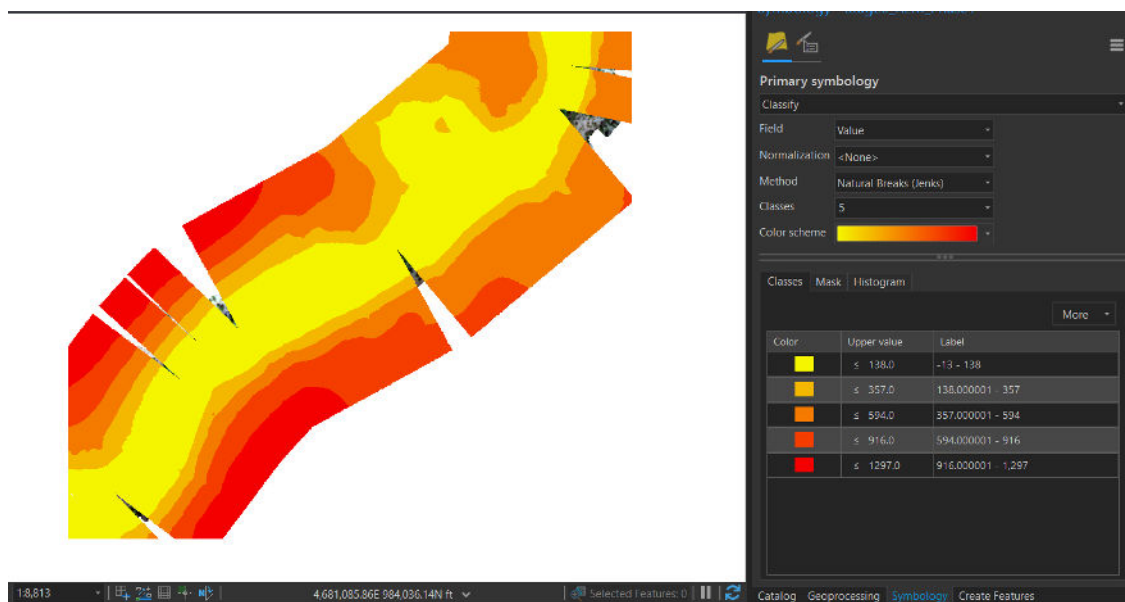 Primary symbology
Classify
Field Value
Normalization <None>
Method Natural Breaks (Jenks)
Classes 5
Color scheme
Classes Mask Histogram
More
Color Upper value Label
≤ 138.0 -13 - 138
≤ 357.0 138.000001 - 357
≤ 594.0 357.000001 - 594
≤ 916.0 594.000001 - 916
≤ 1297.0 916.000001 - 1,297
1:8,813 4,681,085.86E 984,036.14N ft Selected Features: 0
Catalog Geoprocessing Symbology Create Features